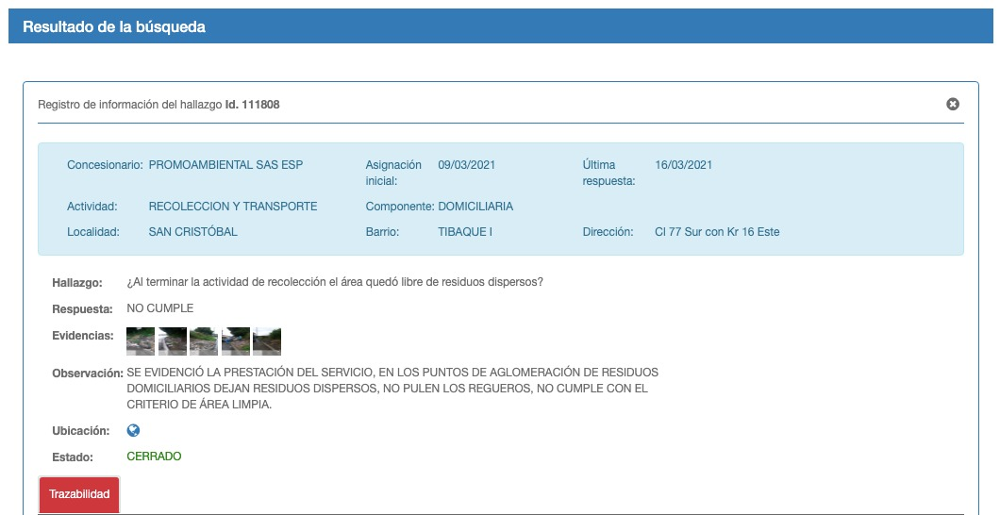 Resultado de la búsqueda
Registro de información del hallazgo Id. 111808
Concesionario: PROMOAMBIENTAL SAS ESP Asignación inicial: 09/03/2021 Última respuesta: 16/03/2021
Actividad: RECOLECCION Y TRANSPORTE Componente: DOMICILIARIA
Localidad: SAN CRISTÓBAL Barrio: TIBAQUE I Dirección: Cl 77 Sur con Kr 16 Este
Hallazgo: ¿Al terminar la actividad de recolección el área quedó libre de residuos dispersos?
Respuesta: NO CUMPLE
Evidencias:
Observación: SE EVIDENCIÓ LA PRESTACIÓN DEL SERVICIO, EN LOS PUNTOS DE AGLOMERACIÓN DE RESIDUOS
DOMICILIARIOS DEJAN RESIDUOS DISPERSOS, NO PULEN LOS REGUEROS, NO CUMPLE CON EL
CRITERIO DE ÁREA LIMPIA.
Ubicación:
Estado: CERRADO
Trazabilidad